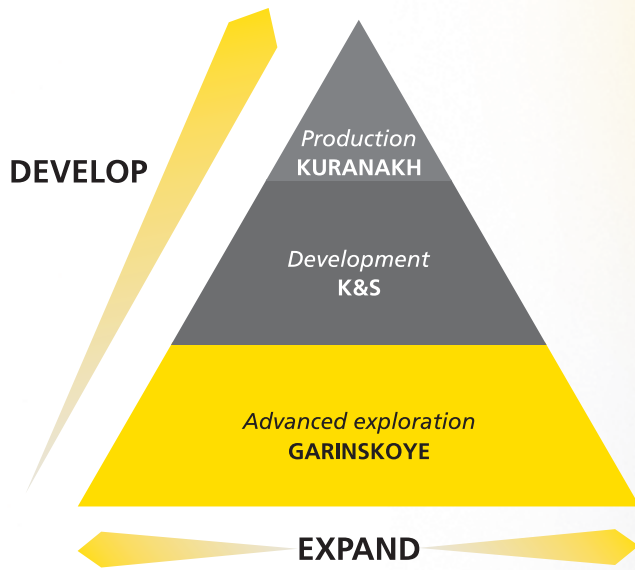 Production
KURANAKH
DEVELOP
Development
K&S
Advanced exploration
GARINSKOYE
EXPAND